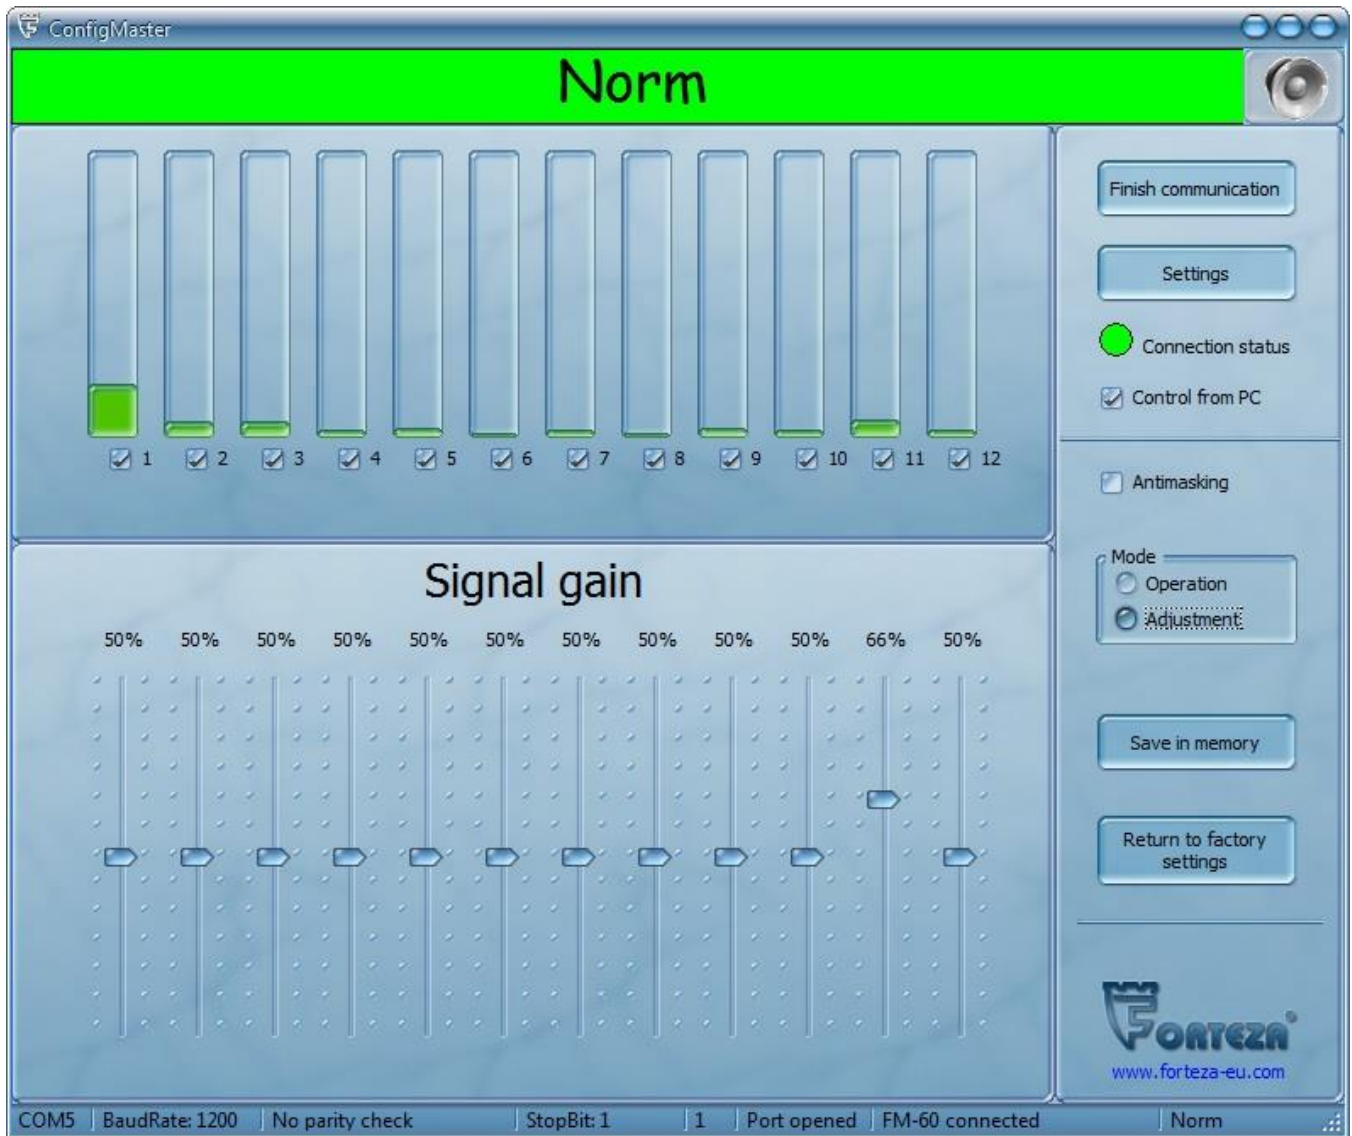 ConfigMaster
Norm
Finish communication
Settings
Connection status
Control from PC
1 2 3 4 5 6 7 8 9 10 11 12
Antimasking
Mode
Operation
Adjustment
Signal gain
50% 50% 50% 50% 50% 50% 50% 50% 50% 50% 66% 50%
Save in memory
Return to factory
settings
FORTEZA®
www.forteza-eu.com
COM5 BaudRate: 1200 No parity check StopBit: 1 1 Port opened FM-60 connected Norm